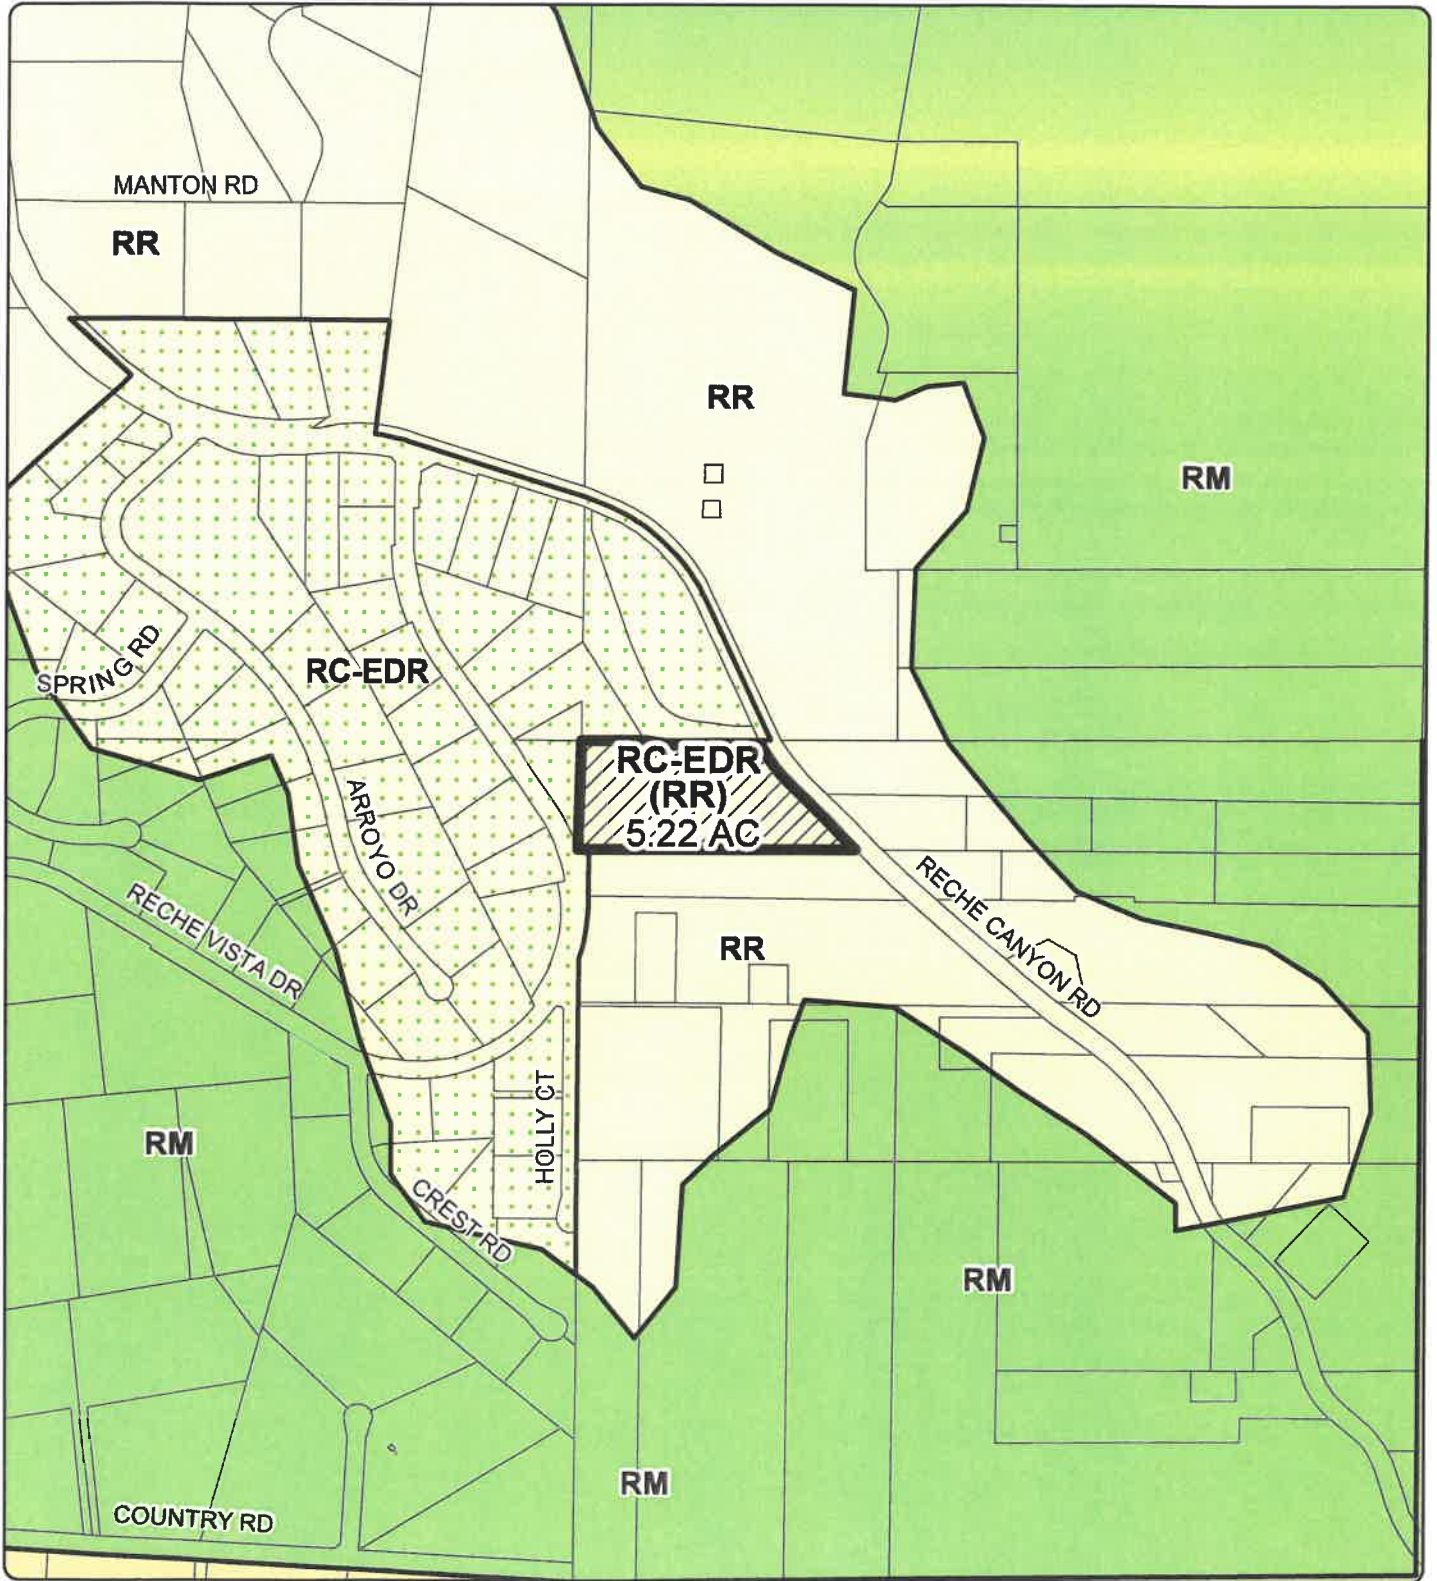 MANTON RD
RR
RR
RM
SPRING RD
RC-EDR
RC-EDR
(RR)
5.22 AC
ARROYO DR
RECHE CANYON RD
RECHE VISTA DR
RR
HOLLY CT
RM
CREST RD
RM
RM
COUNTRY RD